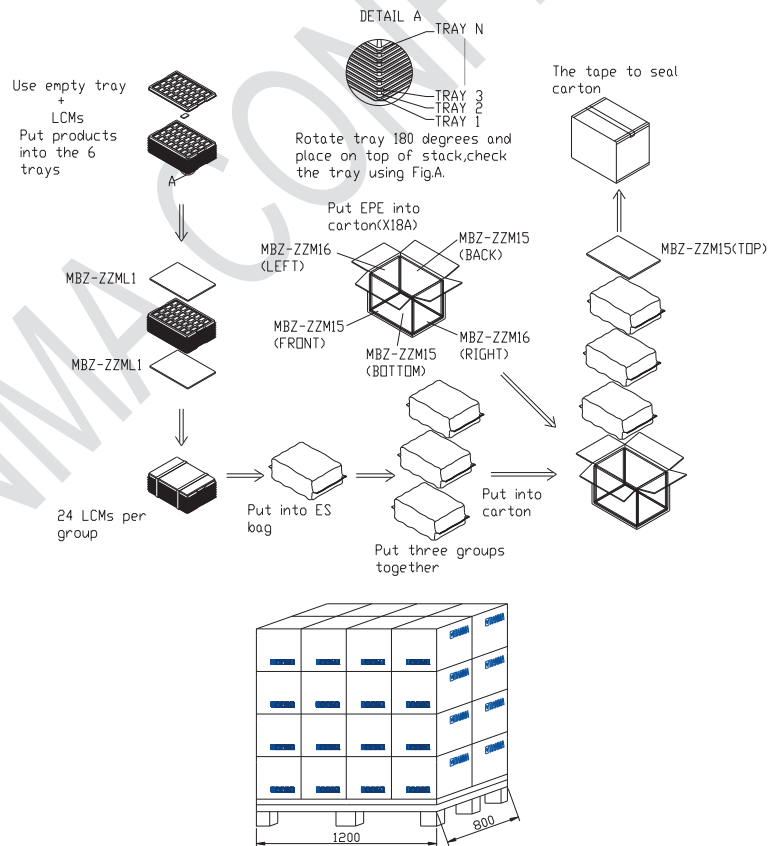 DETAIL A
TRAY N
TRAY 3
TRAY 2
TRAY 1
Use empty tray
+
LCMs
Put products
into the 6
trays
A
Rotate tray 180 degrees and
place on top of stack,check
the tray using Fig.A.
The tape to seal
carton
Put EPE into
carton(X18A)
MBZ-ZZM16
(LEFT)
MBZ-ZZM15
(BACK)
MBZ-ZZM15
(FRONT)
MBZ-ZZM15
(BOTTOM)
MBZ-ZZM16
(RIGHT)
MBZ-ZZM15(TOP)
MBZ-ZZML1
MBZ-ZZML1
24 LCMs per
group
Put into ES
bag
Put three groups
together
Put into
carton
1200
800